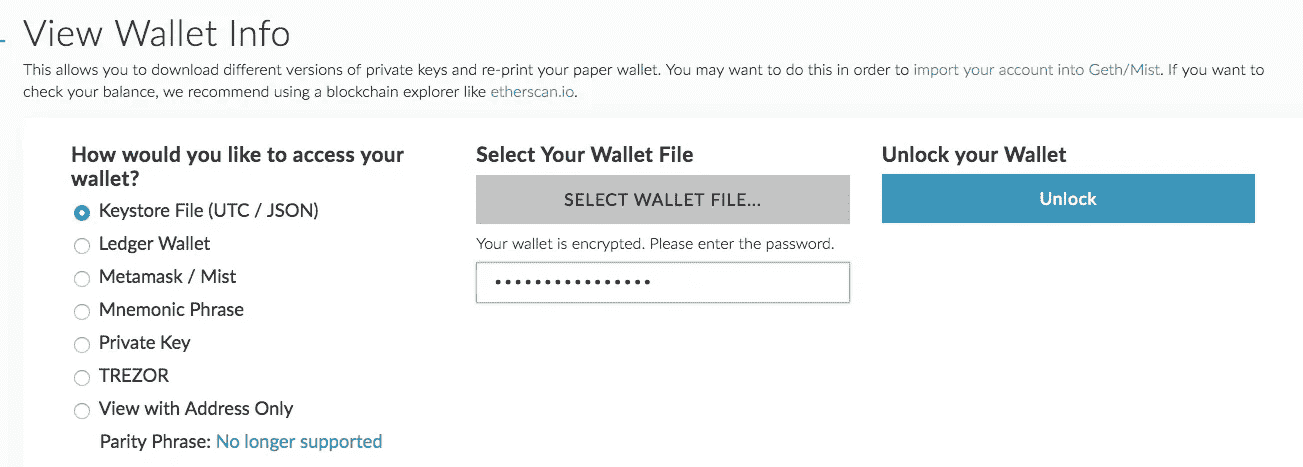 View Wallet Info
This allows you to download different versions of private keys and re-print your paper wallet. You may want to do this in order to import your account into Geth/Mist. If you want to
check your balance, we recommend using a blockchain explorer like etherscan.io.
How would you like to access your
wallet?
Keystore File (UTC / JSON)
Ledger Wallet
Metamask / Mist
Mnemonic Phrase
Private Key
TREZOR
View with Address Only
Parity Phrase: No longer supported
Select Your Wallet File
SELECT WALLET FILE...
Your wallet is encrypted. Please enter the password.
••••••••••••••••
Unlock your Wallet
Unlock